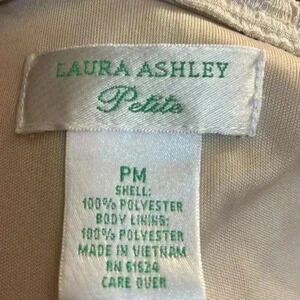 LAURA ASHLEY
Petite
PM
SHELL:
100% POLYESTER
BODY LINING:
100% POLYESTER
MADE IN VIETNAM
RN 61524
CARE OVER